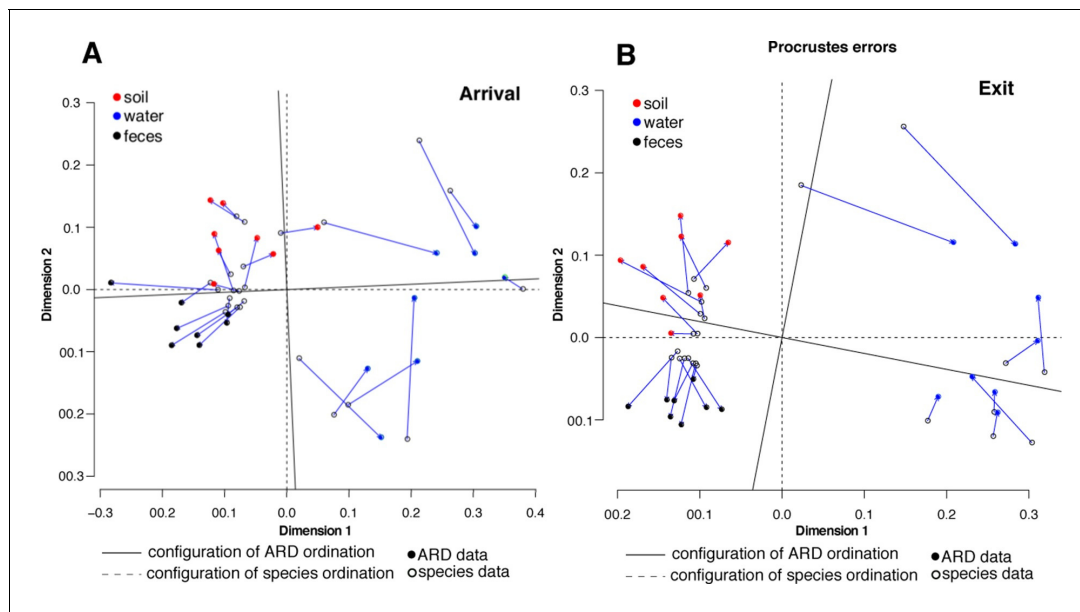 A
Arrival
soil
water
feces
0.3
0.2
0.1
0.0
00.1
00.2
00.3
Dimension 2
−0.3 00.2 00.1 0.0 0.1 0.2 0.3 0.4
Dimension 1
configuration of ARD ordination ARD data
configuration of species ordination species data
Procrustes errors
B
Exit
soil
water
feces
0.3
0.2
0.1
0.0
00.1
Dimension 2
00.2 00.1 0.0 0.1 0.2 0.3
Dimension 1
configuration of ARD ordination ARD data
configuration of species ordination species data